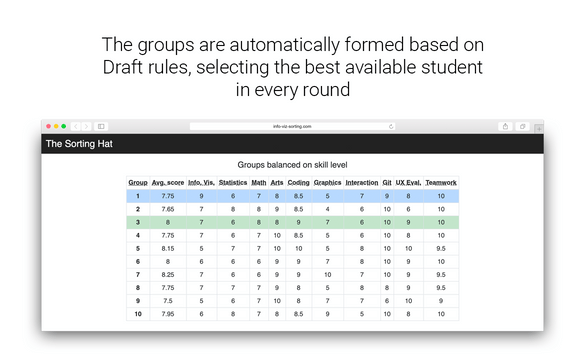 The groups are automatically formed based on
Draft rules, selecting the best available student
in every round
info-viz-sorting.com
The Sorting Hat
Groups balanced on skill level
Group Avg. score Info. Vis. Statistics Math Arts Coding Graphics Interaction Git UX Eval. Teamwork
1 7.75 9 6 7 8 8.5 5 7 9 8 10
2 7.65 7 8 8 9 8.5 4 6 10 6 10
3 8 7 6 8 8 9 7 6 10 9 10
4 7.75 7 6 7 10 8.5 5 6 10 8 10
5 8.15 5 7 7 10 10 5 8 10 10 9.5
6 8 6 6 6 9 9 7 8 10 9 10
7 8.25 7 6 6 9 9 10 7 10 9 9.5
8 7.75 7 7 7 9 8 5 8 8 9 9.5
9 7.5 5 6 7 10 8 7 7 6 10 9
10 7.95 6 8 7 8 8.5 9 5 10 8 10